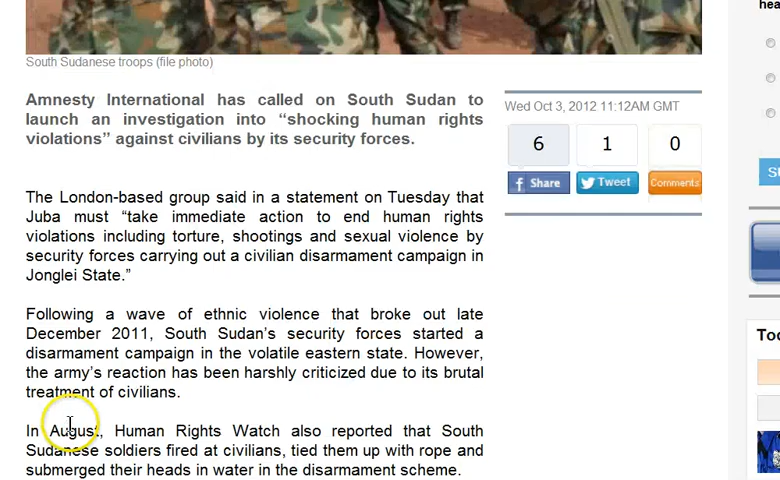 hea
South Sudanese troops (file photo)
Amnesty International has called on South Sudan to
launch an investigation into “shocking human rights
violations” against civilians by its security forces.
Wed Oct 3, 2012 11:12AM GMT
6 1 0
Share Tweet Comments
The London-based group said in a statement on Tuesday that
Juba must “take immediate action to end human rights
violations including torture, shootings and sexual violence by
security forces carrying out a civilian disarmament campaign in
Jonglei State.”
Following a wave of ethnic violence that broke out late
December 2011, South Sudan’s security forces started a
disarmament campaign in the volatile eastern state. However,
the army’s reaction has been harshly criticized due to its brutal
treatment of civilians.
In August, Human Rights Watch also reported that South
Sudanese soldiers fired at civilians, tied them up with rope and
submerged their heads in water in the disarmament scheme.